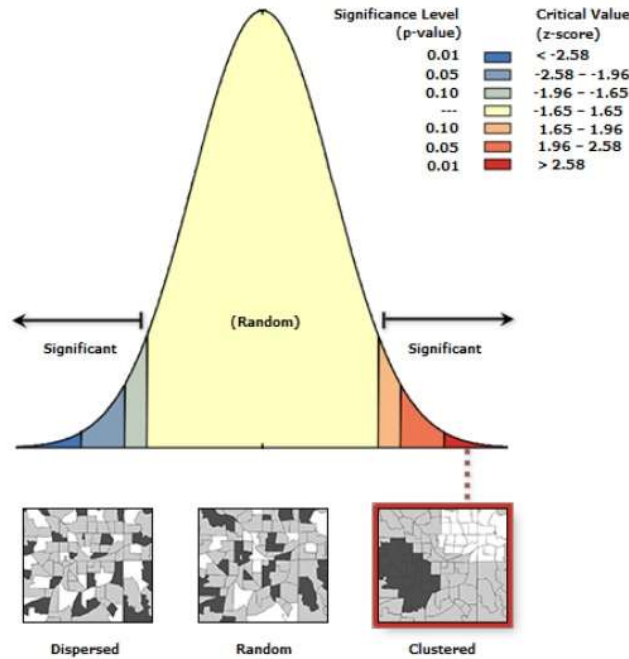 Significance Level Critical Value
(p-value) (z-score)
0.01 < -2.58
0.05 -2.58 – -1.96
0.10 -1.96 – -1.65
--- -1.65 – 1.65
0.10 1.65 – 1.96
0.05 1.96 – 2.58
0.01 > 2.58
(Random)
Significant Significant
Dispersed Random Clustered